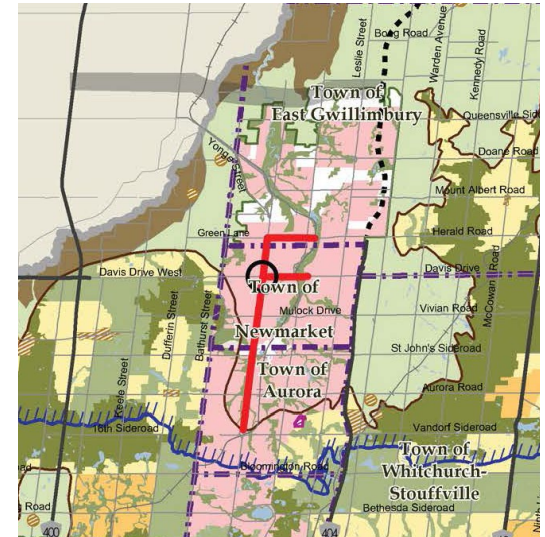 Leslie Street
Bog Road
Warden Avenue
Kennedy Road
Town of
East Gwillimbury
Queensville Sid
Doane Road
Yonge Street
Mount Albert Road
Green Lane
Herald Road
Davis Drive West
Davis Drive
Town of
Newmarket
Mulock Drive
McCowan Road
Vivian Road
Dufferin Street
Bathurst Street
St John's Sideroad
Town of
Aurora
Keele Street
Aurora Road
16th Sideroad
Vandorf Sideroad
Bloomington Road
Town of
Whitchurch-
Stouffville
Road
Bethesda Sideroad
400
404